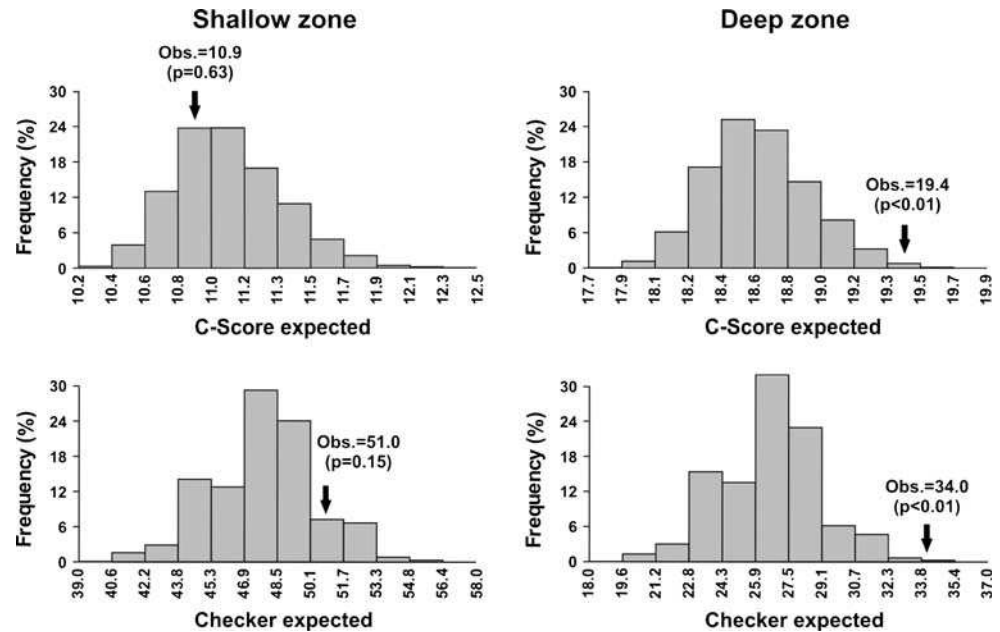 Shallow zone
Obs.=10.9
(p=0.63)
Frequency (%)
30
24
18
12
6
0
10.2 10.4 10.6 10.8 11.0 11.2 11.3 11.5 11.7 11.9 12.1 12.3 12.5
C-Score expected
Deep zone
Obs.=19.4
(p<0.01)
Frequency (%)
30
24
18
12
6
0
17.7 17.9 18.1 18.2 18.4 18.6 18.8 19.0 19.2 19.3 19.5 19.7 19.9
C-Score expected
Obs.=51.0
(p=0.15)
Frequency (%)
30
24
18
12
6
0
39.0 40.6 42.2 43.8 45.3 46.9 48.5 50.1 51.7 53.3 54.8 56.4 58.0
Checker expected
Obs.=34.0
(p<0.01)
Frequency (%)
30
24
18
12
6
0
18.0 19.6 21.2 22.8 24.3 25.9 27.5 29.1 30.7 32.3 33.8 35.4 37.0
Checker expected